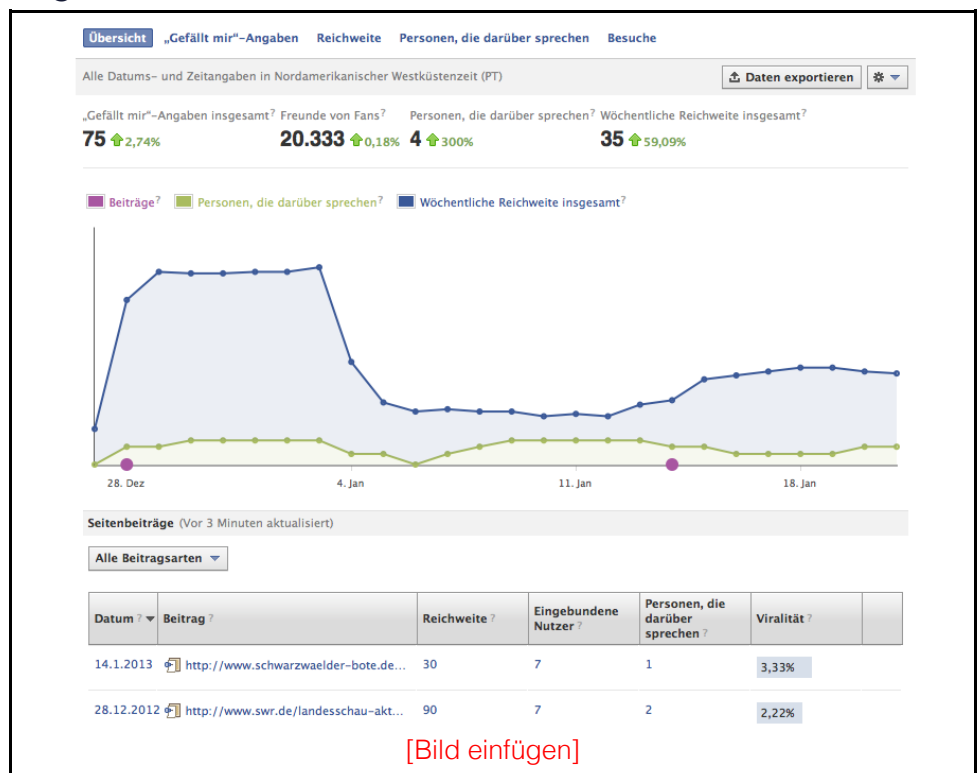 Übersicht „Gefällt mir"-Angaben Reichweite Personen, die darüber sprechen Besuche
Alle Datums- und Zeitangaben in Nordamerikanischer Westküstenzeit (PT) Daten exportieren
„Gefällt mir"-Angaben insgesamt? Freunde von Fans? Personen, die darüber sprechen? Wöchentliche Reichweite insgesamt?
75 2,74% 20.333 0,18% 4 300% 35 59,09%
Beiträge? Personen, die darüber sprechen? Wöchentliche Reichweite insgesamt?
28. Dez 4. Jan 11. Jan 18. Jan
Seitenbeiträge (Vor 3 Minuten aktualisiert)
Alle Beitragsarten
Datum? Beitrag? Reichweite? Eingebundene Nutzer? Personen, die darüber sprechen? Viralität?
14.1.2013 http://www.schwarzwaelder-bote.de... 30 7 1 3,33%
28.12.2012 http://www.swr.de/landesschau-akt... 90 7 2 2,22%
[Bild einfügen]